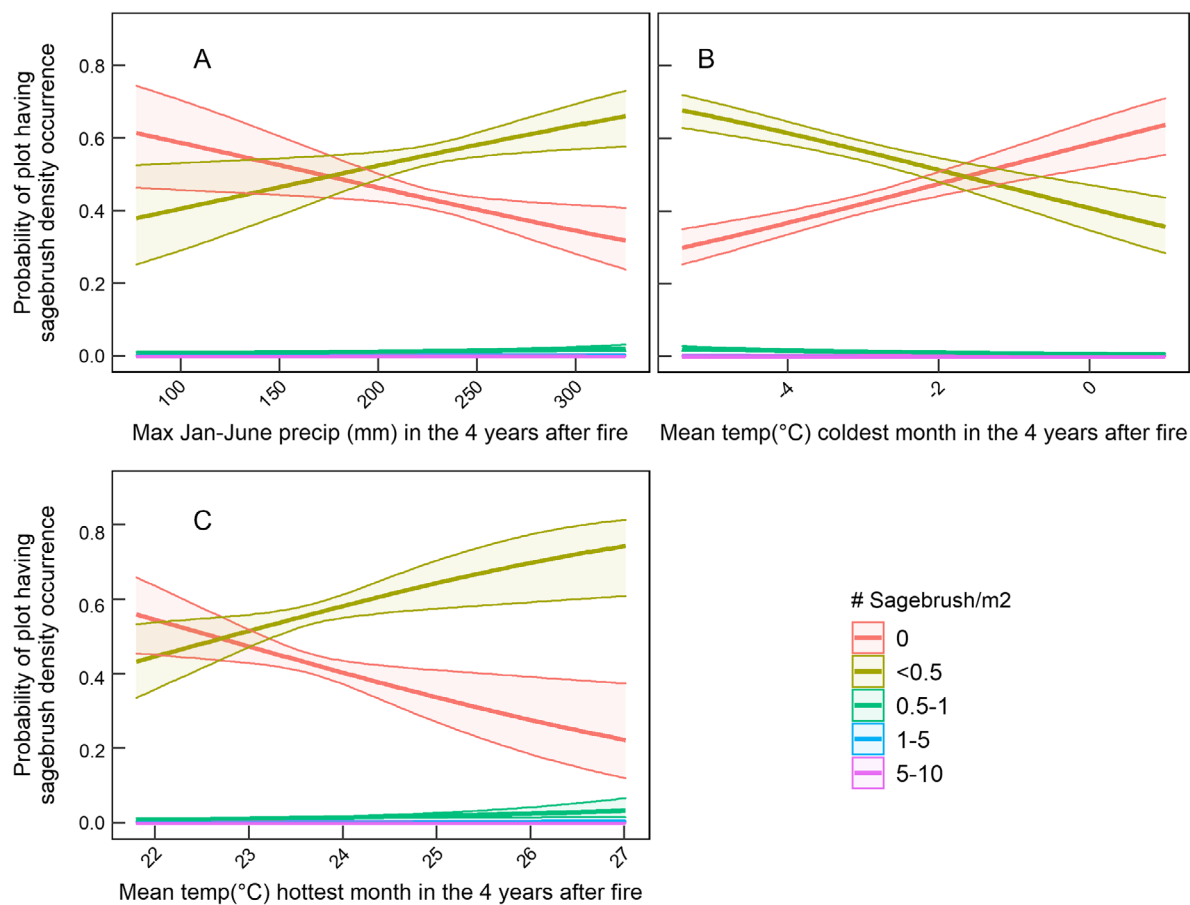 A
B
Probability of plot having
sagebrush density occurrence
0.8
0.6
0.4
0.2
0.0
100
150
200
250
300
-4
-2
0
Max Jan-June precip (mm) in the 4 years after fire
Mean temp(°C) coldest month in the 4 years after fire
C
Probability of plot having
sagebrush density occurrence
0.8
0.6
0.4
0.2
0.0
22
23
24
25
26
27
Mean temp(°C) hottest month in the 4 years after fire
# Sagebrush/m2
0
<0.5
0.5-1
1-5
5-10